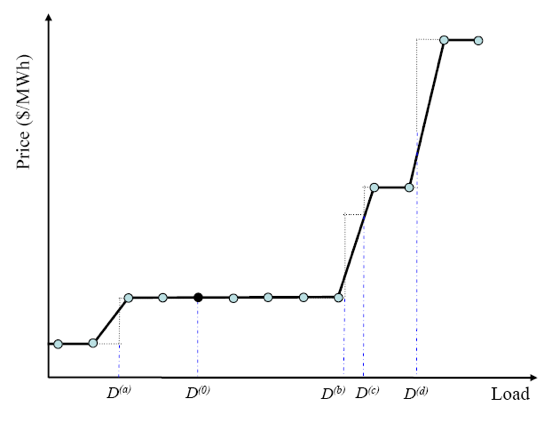 Price ($/MWh)
D(a) D(0) D(b) D(c) D(d) Load